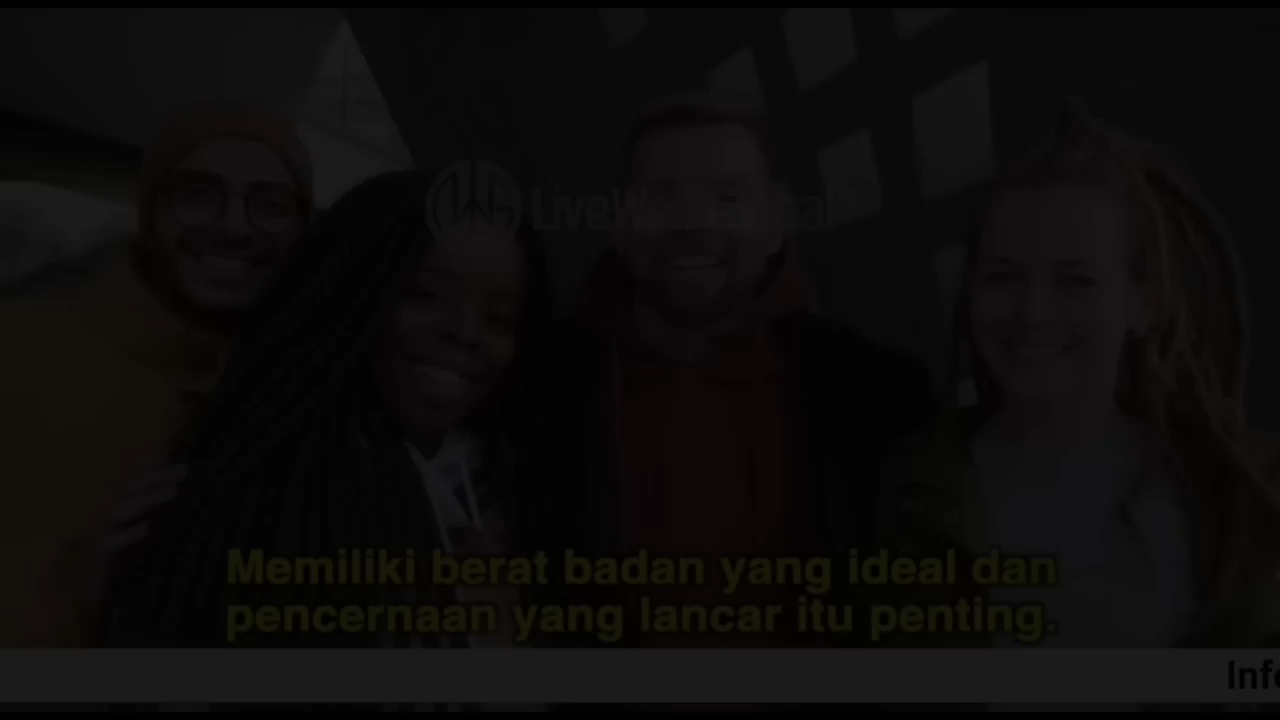 Memiliki berat badan yang ideal dan
pencernaan yang lancar itu penting.